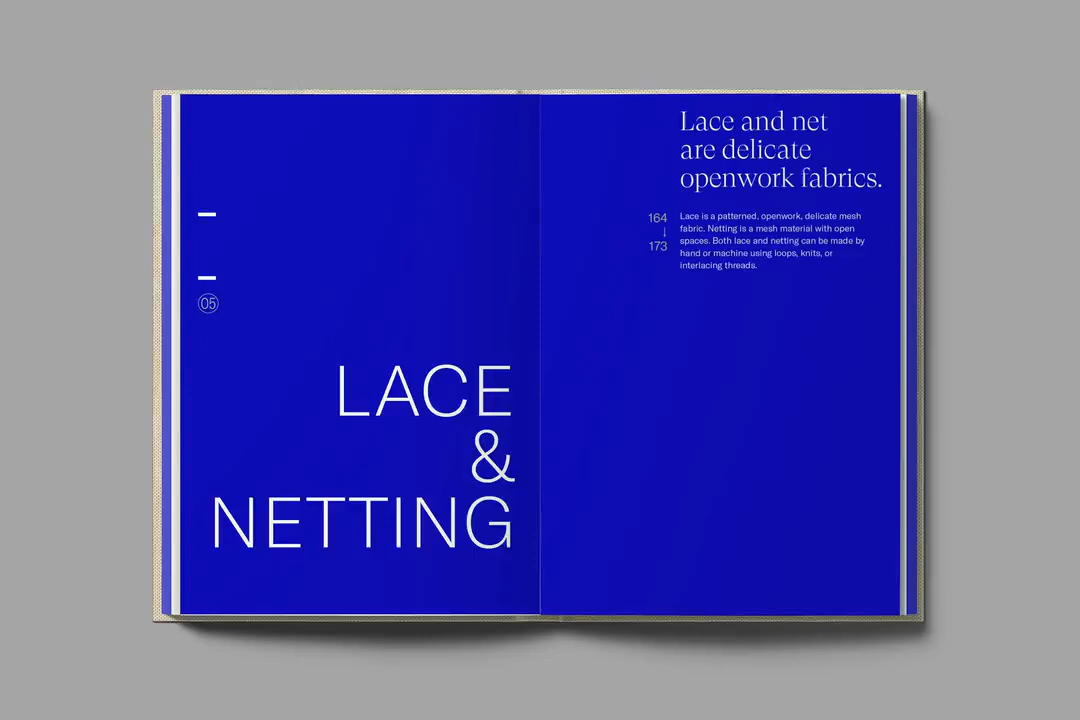 05
LACE
&
NETTING
Lace and net
are delicate
openwork fabrics.
164
↓
173
Lace is a patterned, openwork, delicate mesh
fabric. Netting is a mesh material with open
spaces. Both lace and netting can be made by
hand or machine using loops, knits, or
interlacing threads.